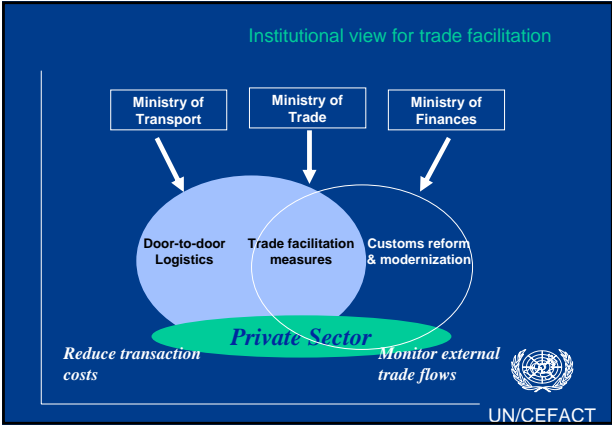 Institutional view for trade facilitation
Ministry of
Transport
Ministry of
Trade
Ministry of
Finances
Door-to-door
Logistics
Trade facilitation
measures
Customs reform
& modernization
Private Sector
Reduce transaction
costs
Monitor external
trade flows
UN/CEFACT